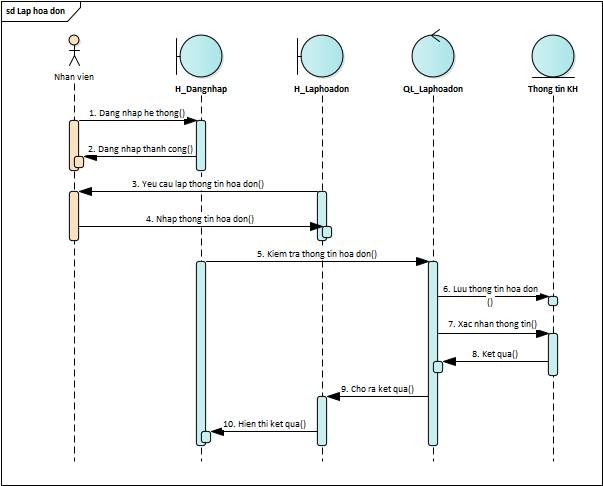 sd Lap hoa don
Nhan vien
H_Dangnhap
H_Laphoadon
QL_Laphoadon
Thong tin KH
1. Dang nhap he thong()
2. Dang nhap thanh cong()
3. Yeu cau lap thong tin hoa don()
4. Nhap thong tin hoa don()
5. Kiem tra thong tin hoa don()
6. Luu thong tin hoa don
()
7. Xac nhan thong tin()
8. Ket qua()
9. Cho ra ket qua()
10. Hien thi ket qua()